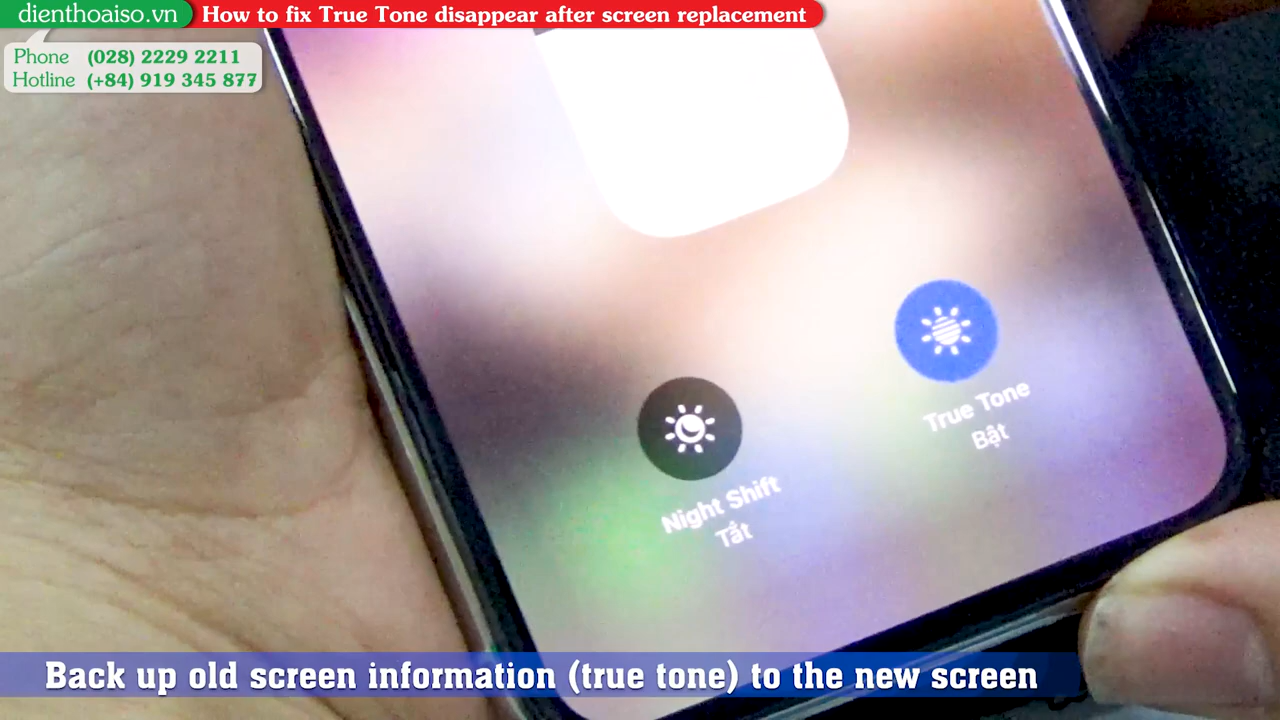 dienthoaiso.vn
How to fix True Tone disappear after screen replacement
Phone (028) 2229 2211
Hotline (+84) 919 345 877
True Tone
Bật
Night Shift
Tắt
Back up old screen information (true tone) to the new screen